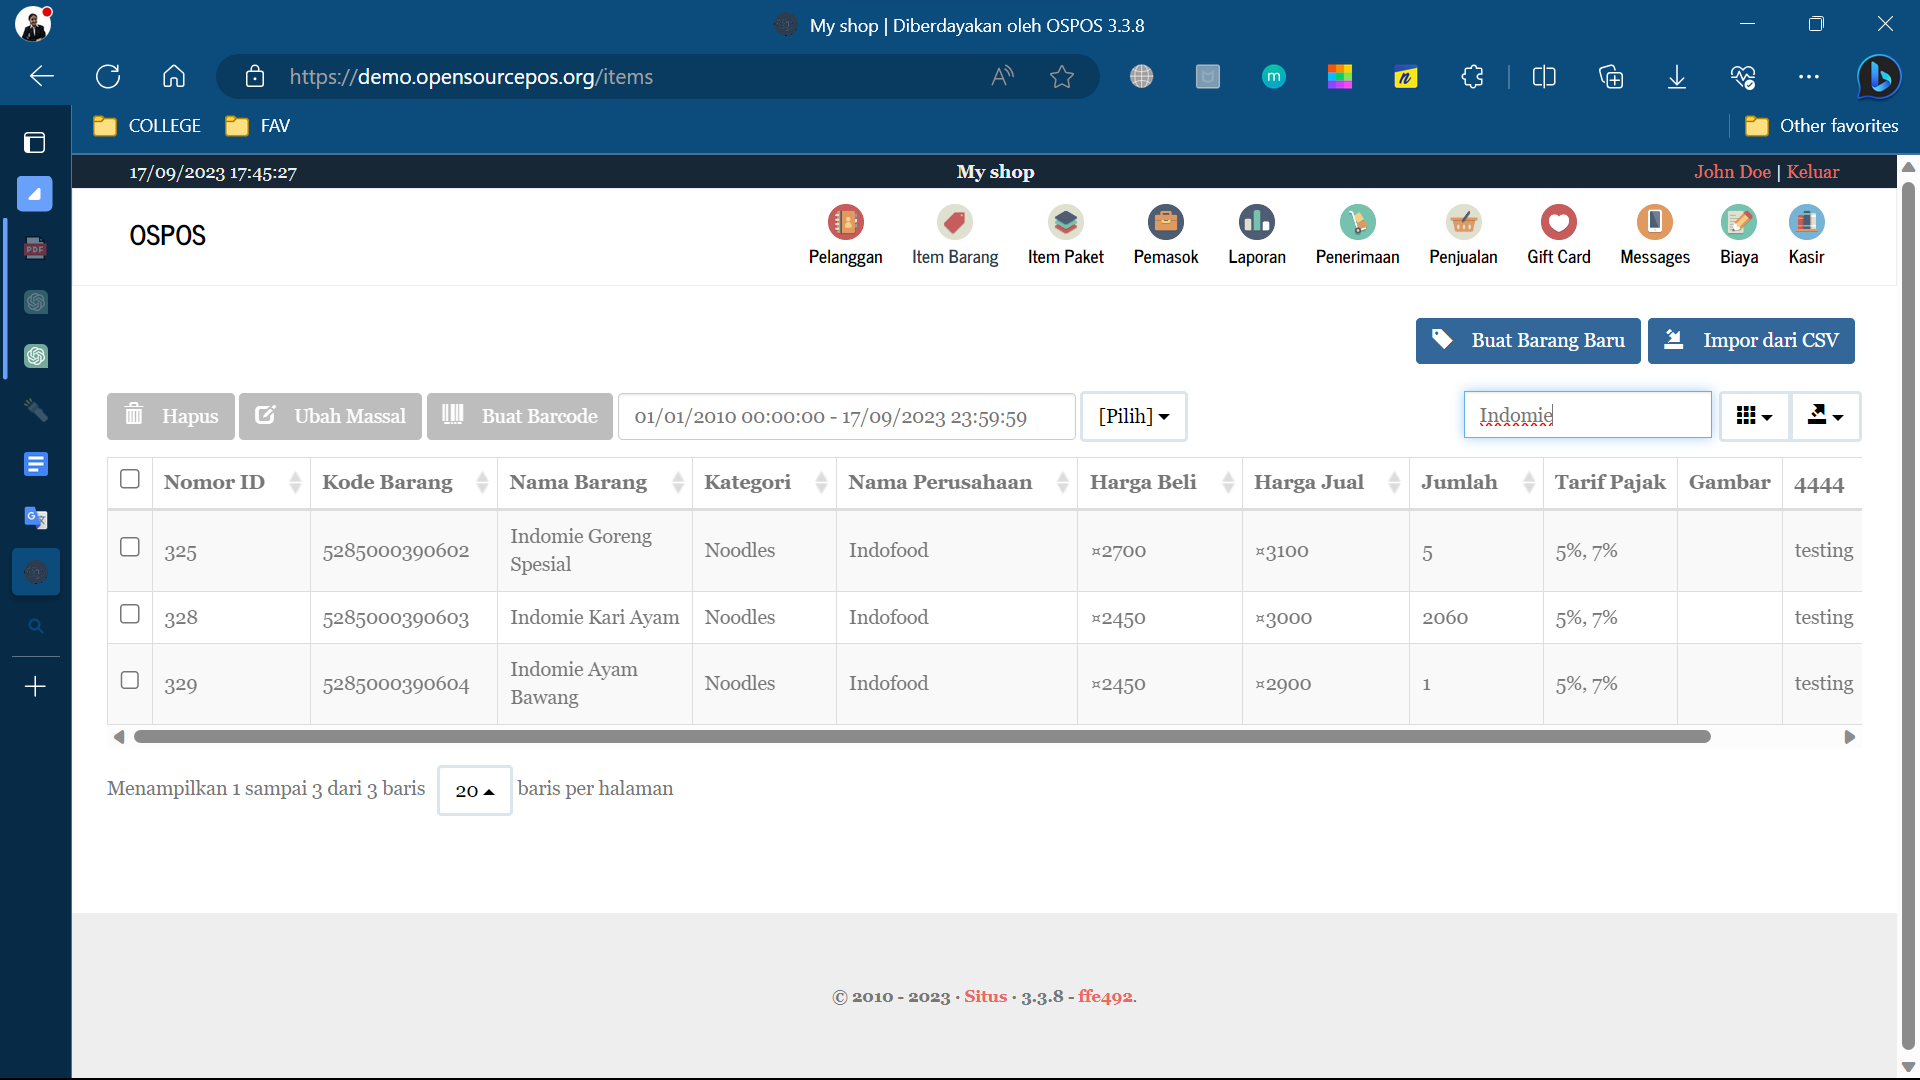 My shop | Diberdayakan oleh OSPOS 3.3.8
https://demo.opensourcepos.org/items
COLLEGE FAV Other favorites
17/09/2023 17:45:27 My shop John Doe | Keluar
OSPOS
Pelanggan Item Barang Item Paket Pemasok Laporan Penerimaan Penjualan Gift Card Messages Biaya Kasir
Buat Barang Baru Impor dari CSV
Hapus Ubah Massal Buat Barcode 01/01/2010 00:00:00 - 17/09/2023 23:59:59 [Pilih] Indomie
Nomor ID Kode Barang Nama Barang Kategori Nama Perusahaan Harga Beli Harga Jual Jumlah Tarif Pajak Gambar 4444
325 5285000390602 Indomie Goreng Spesial Noodles Indofood ¤2700 ¤3100 5 5%, 7% testing
328 5285000390603 Indomie Kari Ayam Noodles Indofood ¤2450 ¤3000 2060 5%, 7% testing
329 5285000390604 Indomie Ayam Bawang Noodles Indofood ¤2450 ¤2900 1 5%, 7% testing
Menampilkan 1 sampai 3 dari 3 baris 20 baris per halaman
© 2010 - 2023 · Situs · 3.3.8 - ffe492.